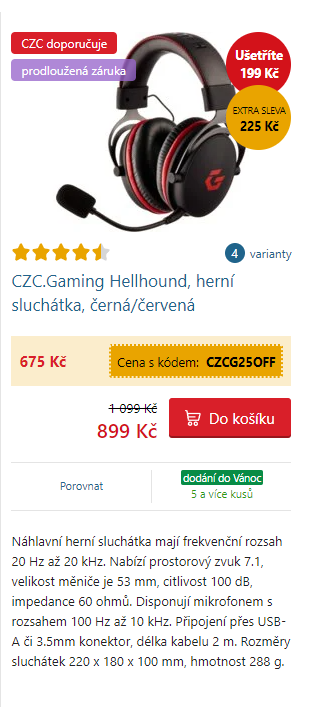 CZC doporučuje
prodloužená záruka
Ušetříte
199 Kč
EXTRA SLEVA
225 Kč
4 varianty
CZC.Gaming Hellhound, herní
sluchátka, černá/červená
675 Kč
Cena s kódem: CZCG25OFF
1 099 Kč
899 Kč
Do košíku
Porovnat
dodání do Vánoc
5 a více kusů
Náhlavní herní sluchátka mají frekvenční rozsah
20 Hz až 20 kHz. Nabízí prostorový zvuk 7.1,
velikost měniče je 53 mm, citlivost 100 dB,
impedance 60 ohmů. Disponují mikrofonem s
rozsahem 100 Hz až 10 kHz. Připojení přes USB-
A či 3.5mm konektor, délka kabelu 2 m. Rozměry
sluchátek 220 x 180 x 100 mm, hmotnost 288 g.